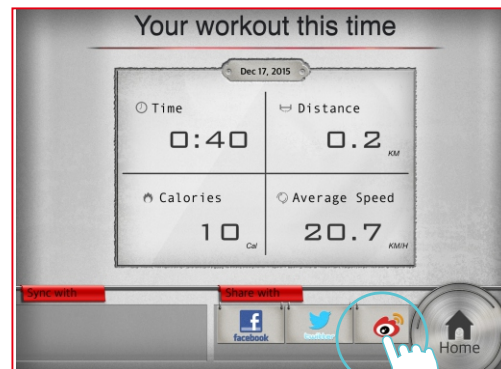 Your workout this time
Dec 17, 2015
Time
0:40
Distance
0.2 KM
Calories
10 Cal
Average Speed
20.7 KM/H
Sync with
Share with
facebook
twitter
Home